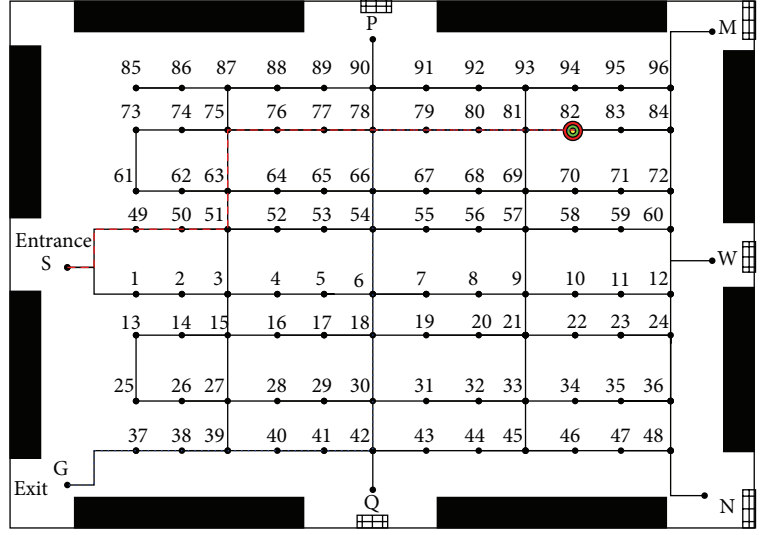 P
M
85 86 87 88 89 90 91 92 93 94 95 96
73 74 75 76 77 78 79 80 81 82 83 84
61 62 63 64 65 66 67 68 69 70 71 72
49 50 51 52 53 54 55 56 57 58 59 60
Entrance
S
W
1 2 3 4 5 6 7 8 9 10 11 12
13 14 15 16 17 18 19 20 21 22 23 24
25 26 27 28 29 30 31 32 33 34 35 36
37 38 39 40 41 42 43 44 45 46 47 48
G
Exit
Q
N